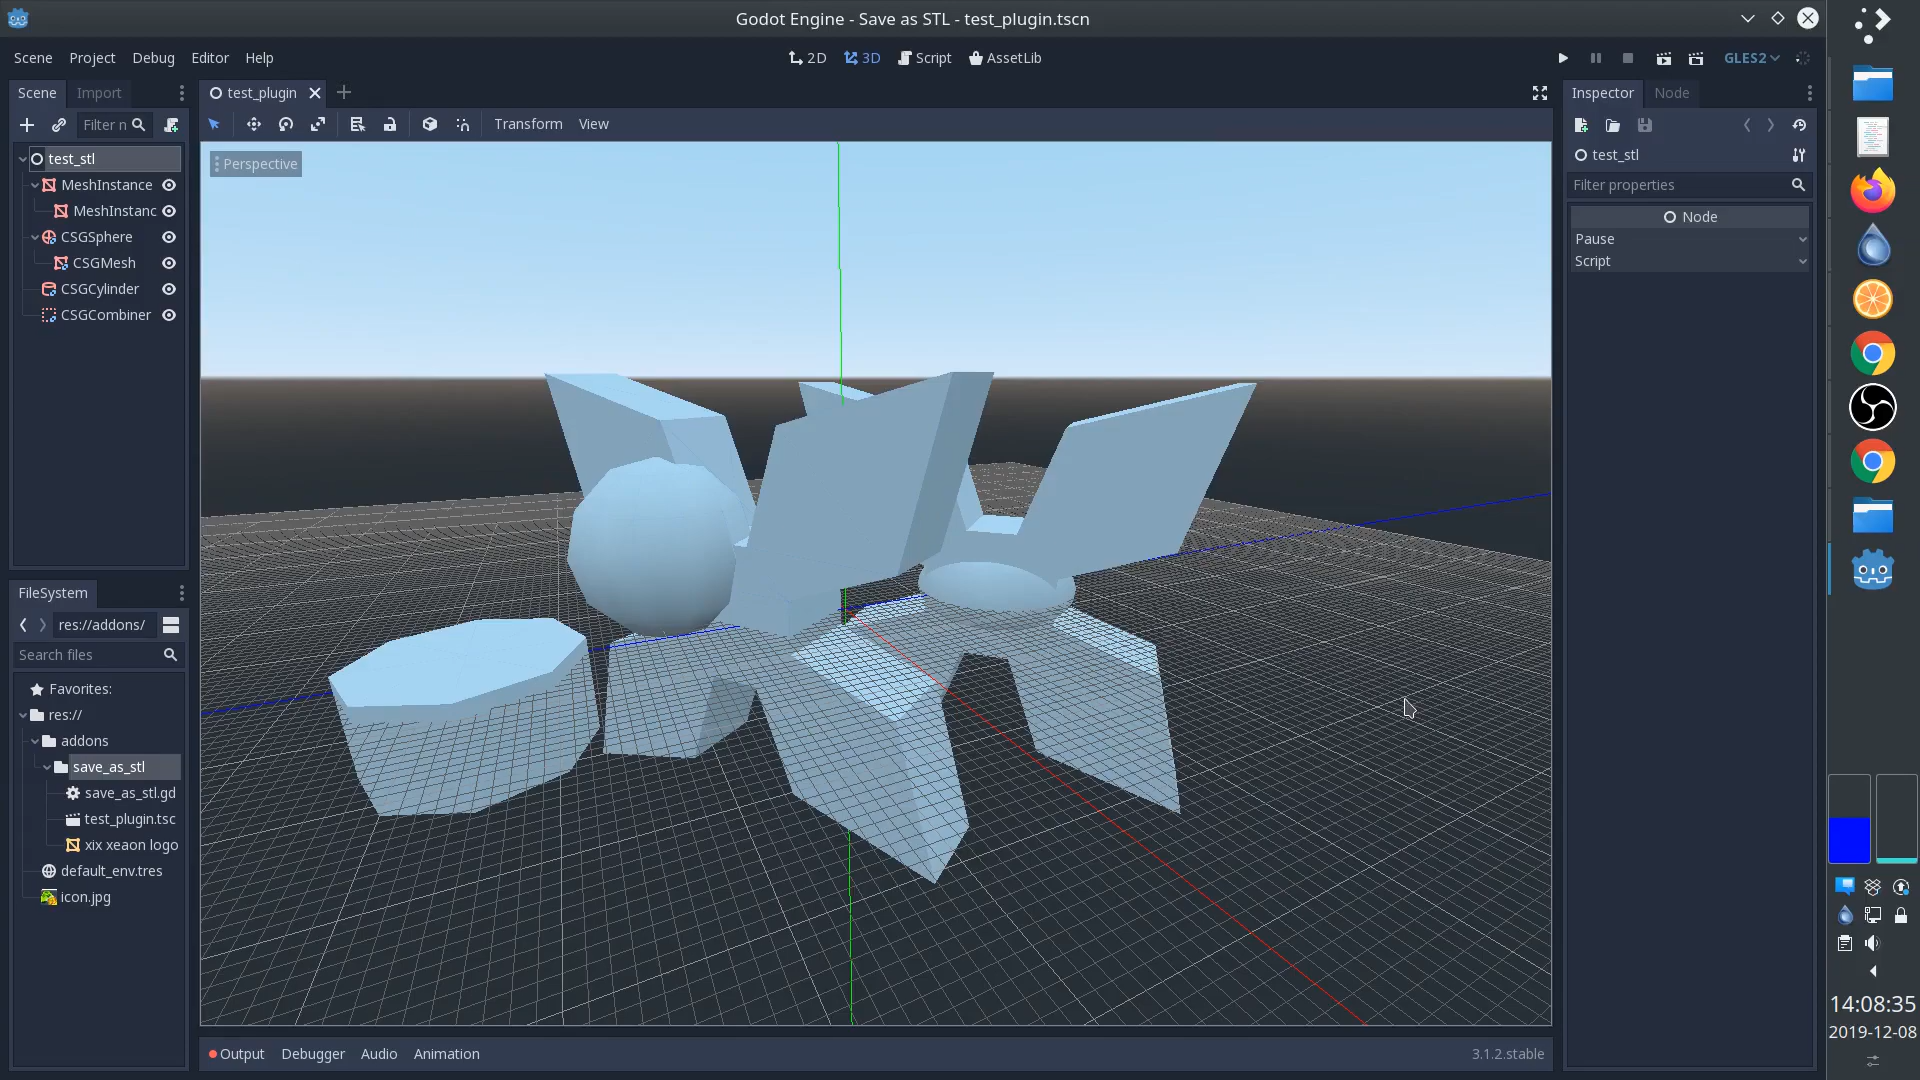 Godot Engine - Save as STL - test_plugin.tscn
Scene Project Debug Editor Help
2D 3D Script AssetLib
GLES2
Scene Import
test_plugin
Inspector Node
Filter n
Transform View
test_stl
Perspective
test_stl
MeshInstance
MeshInstanc
CSGSphere
CSGMesh
CSGCylinder
CSGCombiner
Filter properties
Node
Pause
Script
FileSystem
res://addons/
Search files
Favorites:
res://
addons
save_as_stl
save_as_stl.gd
test_plugin.tsc
xix xeaon logo
default_env.tres
icon.jpg
Output Debugger Audio Animation
3.1.2.stable
14:08:35
2019-12-08